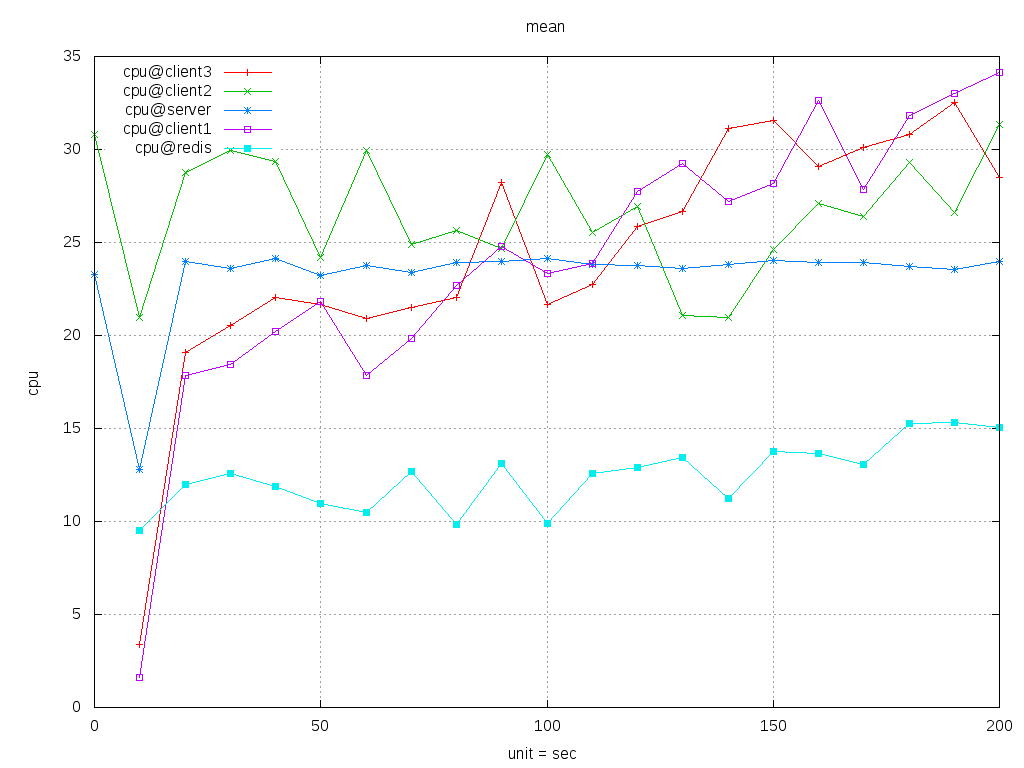 mean
35
30
25
20
15
10
5
0
cpu
cpu@client3
cpu@client2
cpu@server
cpu@client1
cpu@redis
0 50 100 150 200
unit = sec